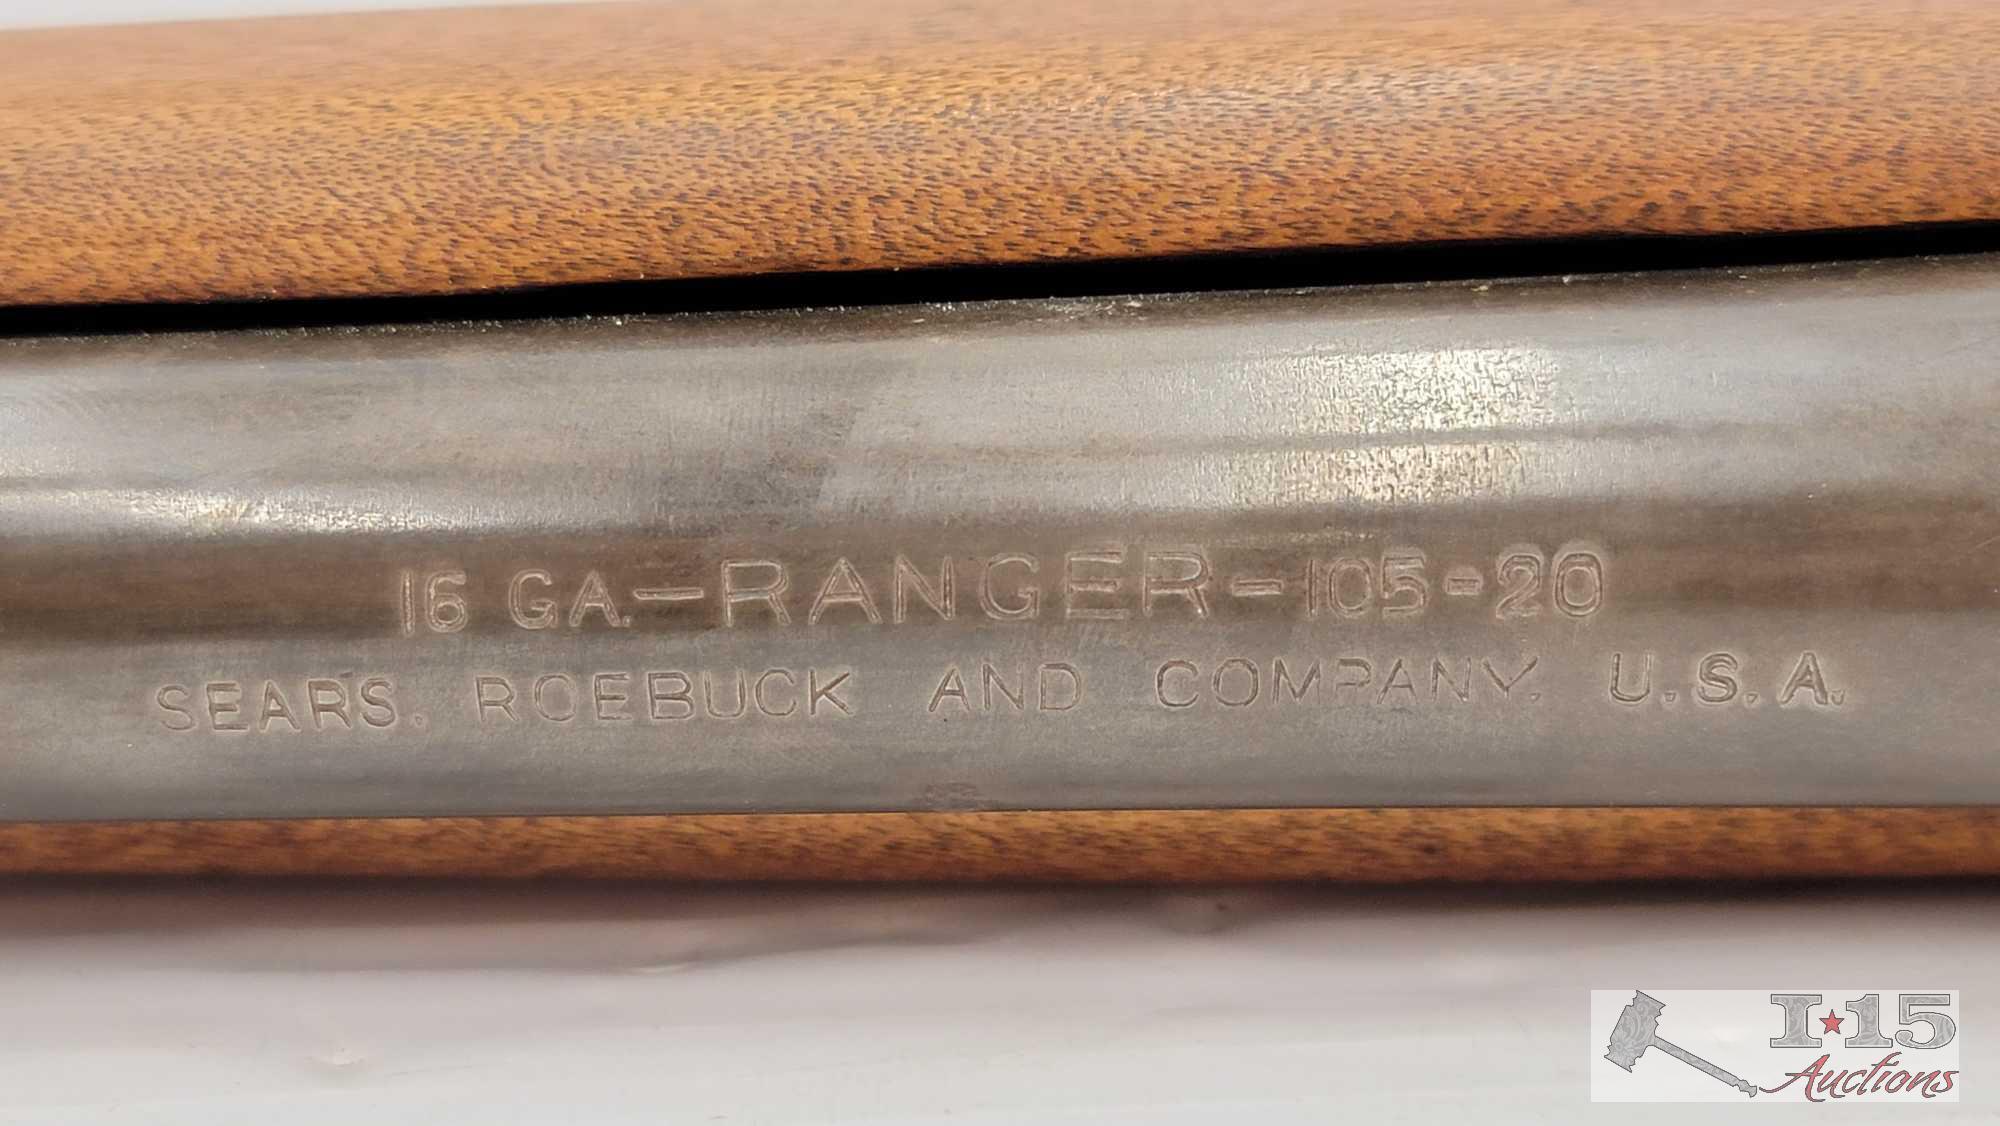 16 GA.—RANGER-105-20
SEARS, ROEBUCK AND COMPANY, U.S.A.
I★15
Auctions